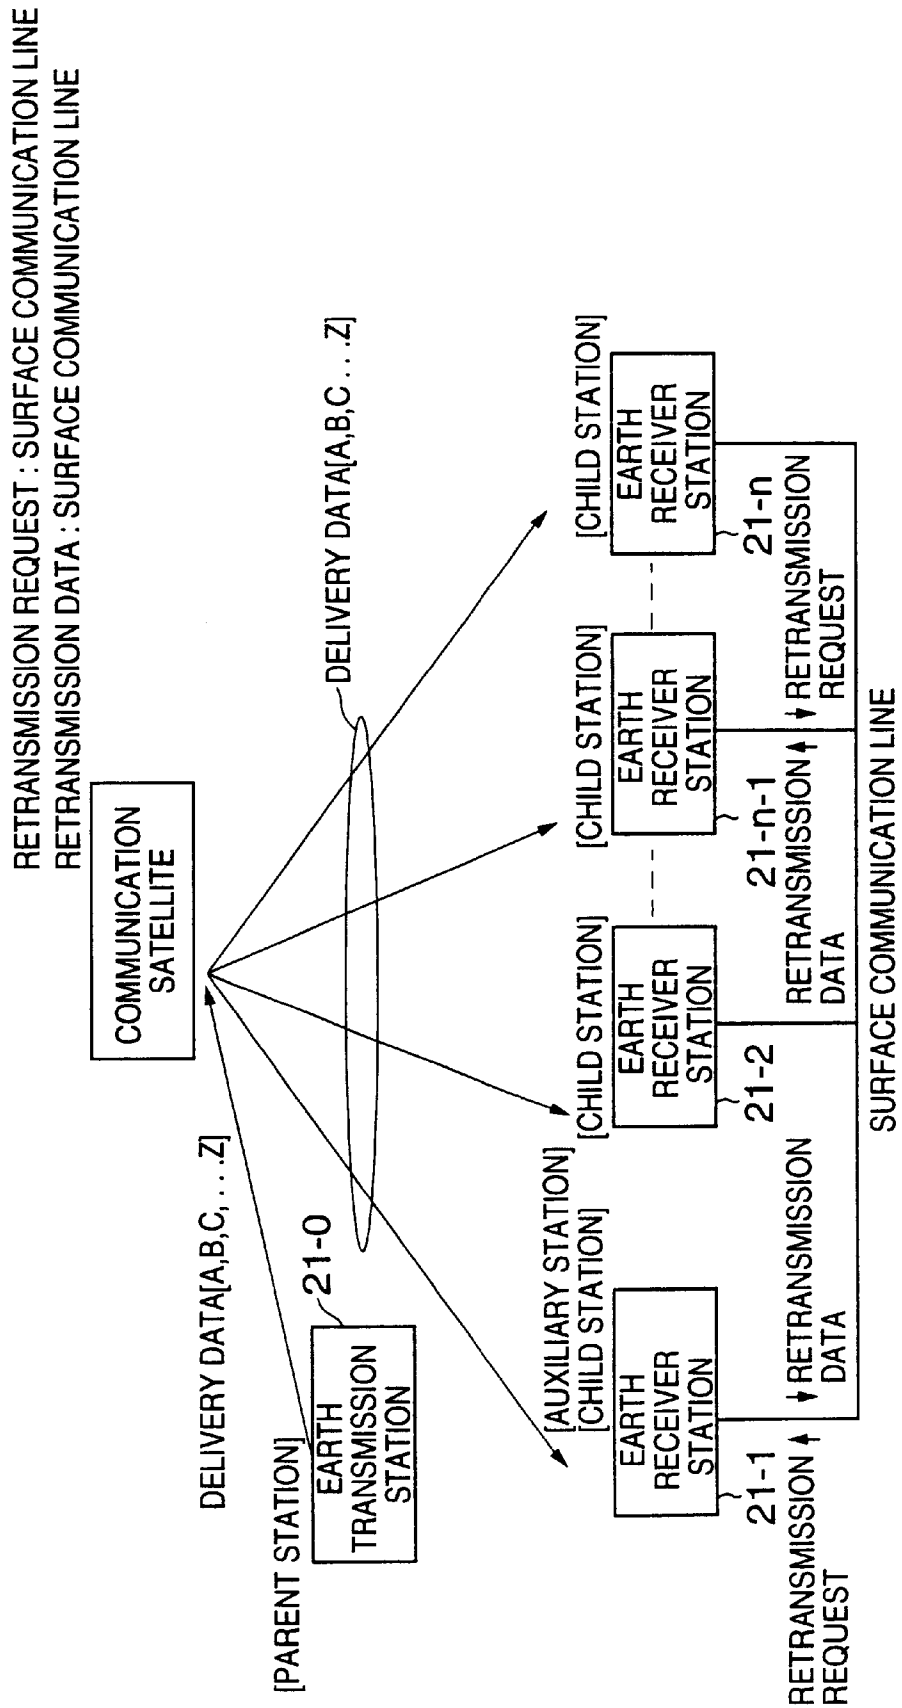 RETRANSMISSION REQUEST : SURFACE COMMUNICATION LINE
RETRANSMISSION DATA : SURFACE COMMUNICATION LINE
COMMUNICATION
SATELLITE
DELIVERY DATA[A,B,C,...Z]
[PARENT STATION]
EARTH
TRANSMISSION
STATION
21-0
DELIVERY DATA[A,B,C...Z]
[AUXILIARY STATION]
[CHILD STATION]
EARTH
RECEIVER
STATION
21-1
[CHILD STATION]
EARTH
RECEIVER
STATION
21-2
[CHILD STATION]
EARTH
RECEIVER
STATION
21-n-1
[CHILD STATION]
EARTH
RECEIVER
STATION
21-n
RETRANSMISSION
REQUEST
RETRANSMISSION
DATA
RETRANSMISSION
DATA
RETRANSMISSION
REQUEST
SURFACE COMMUNICATION LINE